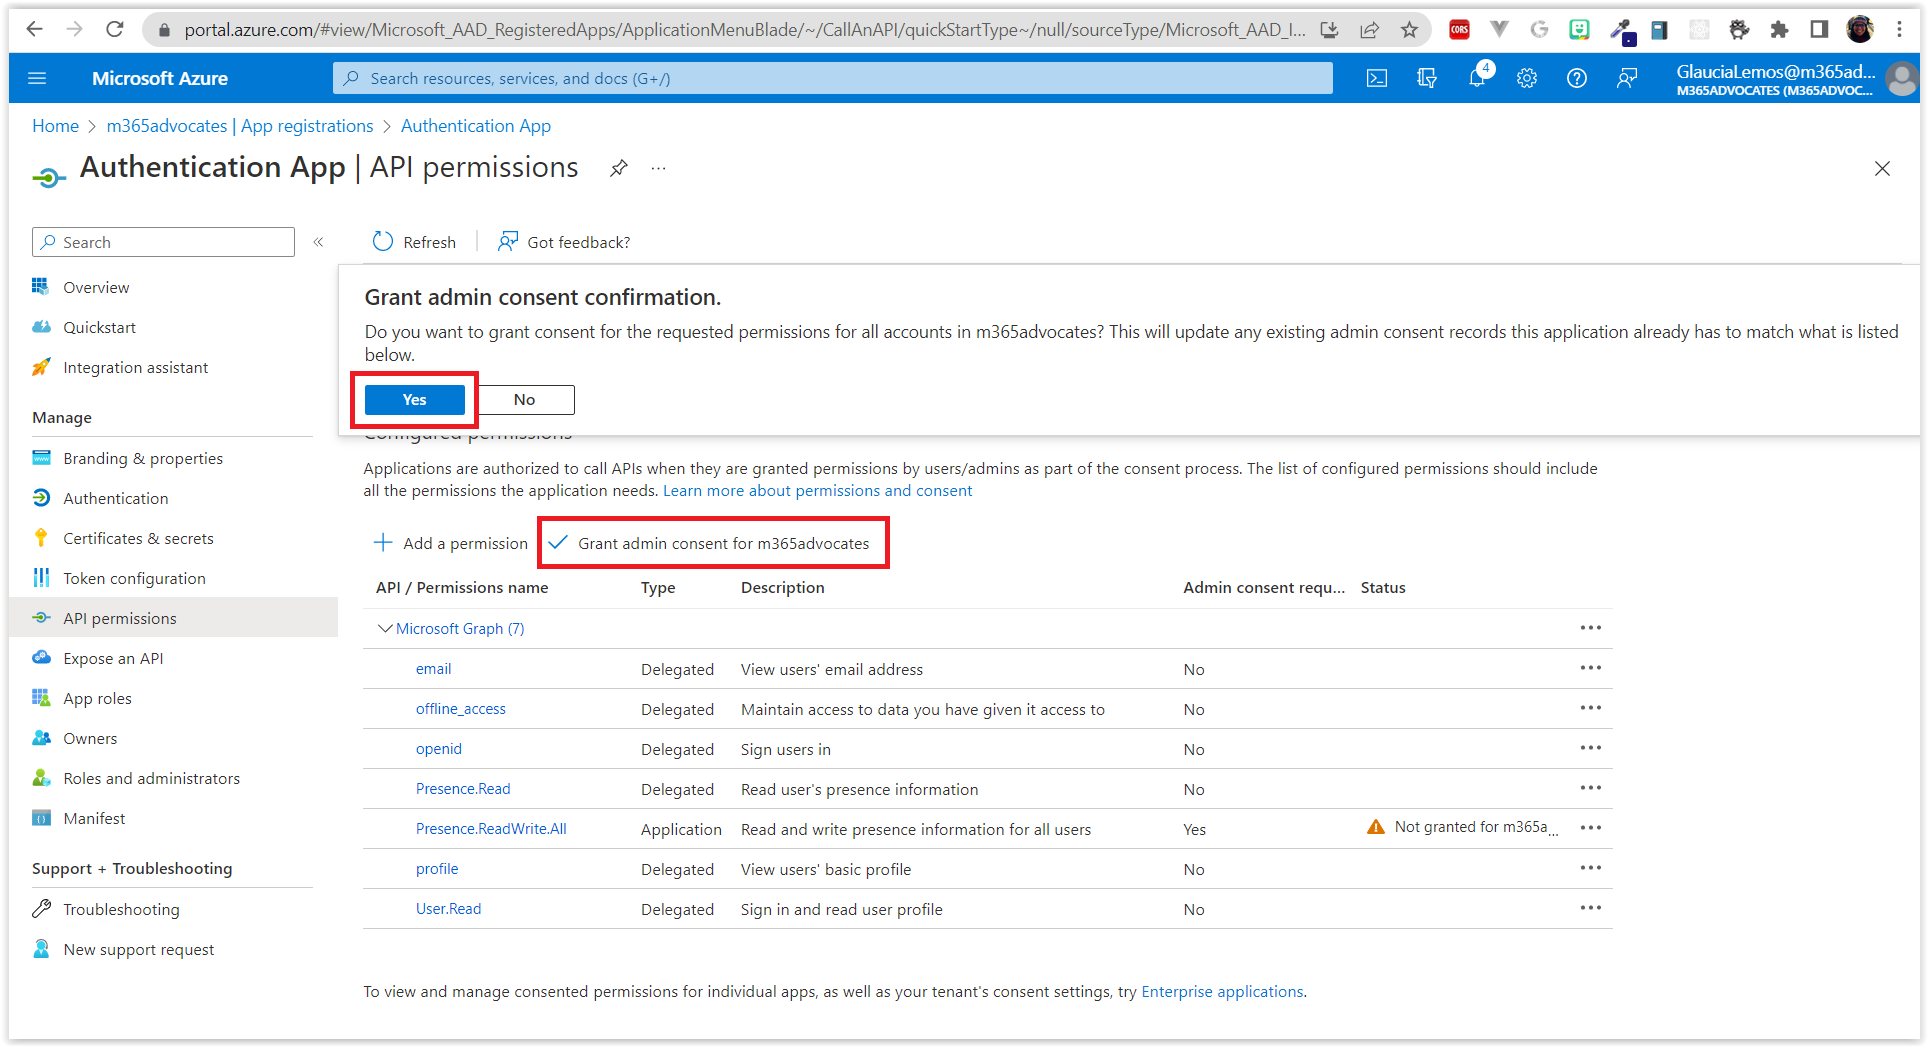 portal.azure.com/#view/Microsoft_AAD_RegisteredApps/ApplicationMenuBlade/~/CallAnAPI/quickStartType~/null/sourceType/Microsoft_AAD_I...
CORS
Microsoft Azure
Search resources, services, and docs (G+/)
4
GlauciaLemos@m365ad...
M365ADVOCATES (M365ADVOC...
Home > m365advocates | App registrations > Authentication App
Authentication App | API permissions
...
Search
«
Refresh
Got feedback?
Overview
Quickstart
Integration assistant
Manage
Branding & properties
Authentication
Certificates & secrets
Token configuration
API permissions
Expose an API
App roles
Owners
Roles and administrators
Manifest
Support + Troubleshooting
Troubleshooting
New support request
Grant admin consent confirmation.
Do you want to grant consent for the requested permissions for all accounts in m365advocates? This will update any existing admin consent records this application already has to match what is listed
below.
Yes
No
Configured permissions
Applications are authorized to call APIs when they are granted permissions by users/admins as part of the consent process. The list of configured permissions should include
all the permissions the application needs. Learn more about permissions and consent
Add a permission
Grant admin consent for m365advocates
API / Permissions name Type Description Admin consent requ... Status
Microsoft Graph (7)
email Delegated View users' email address No
offline_access Delegated Maintain access to data you have given it access to No
openid Delegated Sign users in No
Presence.Read Delegated Read user's presence information No
Presence.ReadWrite.All Application Read and write presence information for all users Yes Not granted for m365a...
profile Delegated View users' basic profile No
User.Read Delegated Sign in and read user profile No
To view and manage consented permissions for individual apps, as well as your tenant's consent settings, try Enterprise applications.